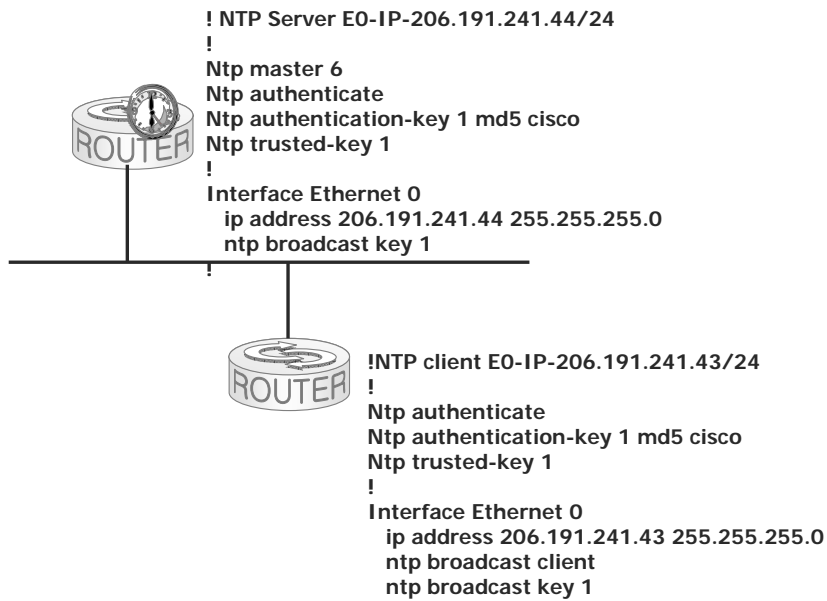 ! NTP Server E0-IP-206.191.241.44/24
!
Ntp master 6
Ntp authenticate
Ntp authentication-key 1 md5 cisco
Ntp trusted-key 1
!
Interface Ethernet 0
ip address 206.191.241.44 255.255.255.0
ntp broadcast key 1
!
ROUTER
!NTP client E0-IP-206.191.241.43/24
!
Ntp authenticate
Ntp authentication-key 1 md5 cisco
Ntp trusted-key 1
!
Interface Ethernet 0
ip address 206.191.241.43 255.255.255.0
ntp broadcast client
ntp broadcast key 1
ROUTER